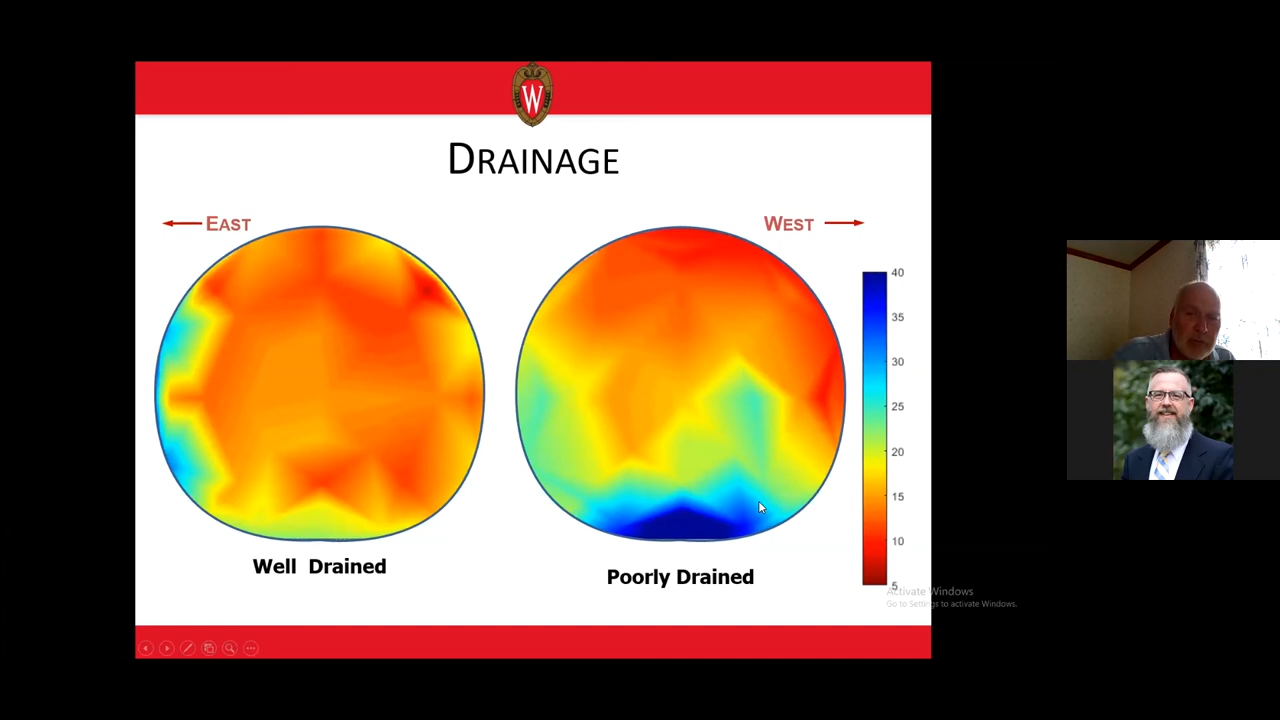 W
DRAINAGE
EAST
WEST
40
35
30
25
20
15
10
5
Well Drained
Poorly Drained
Activate Windows
Go to Settings to activate Windows.